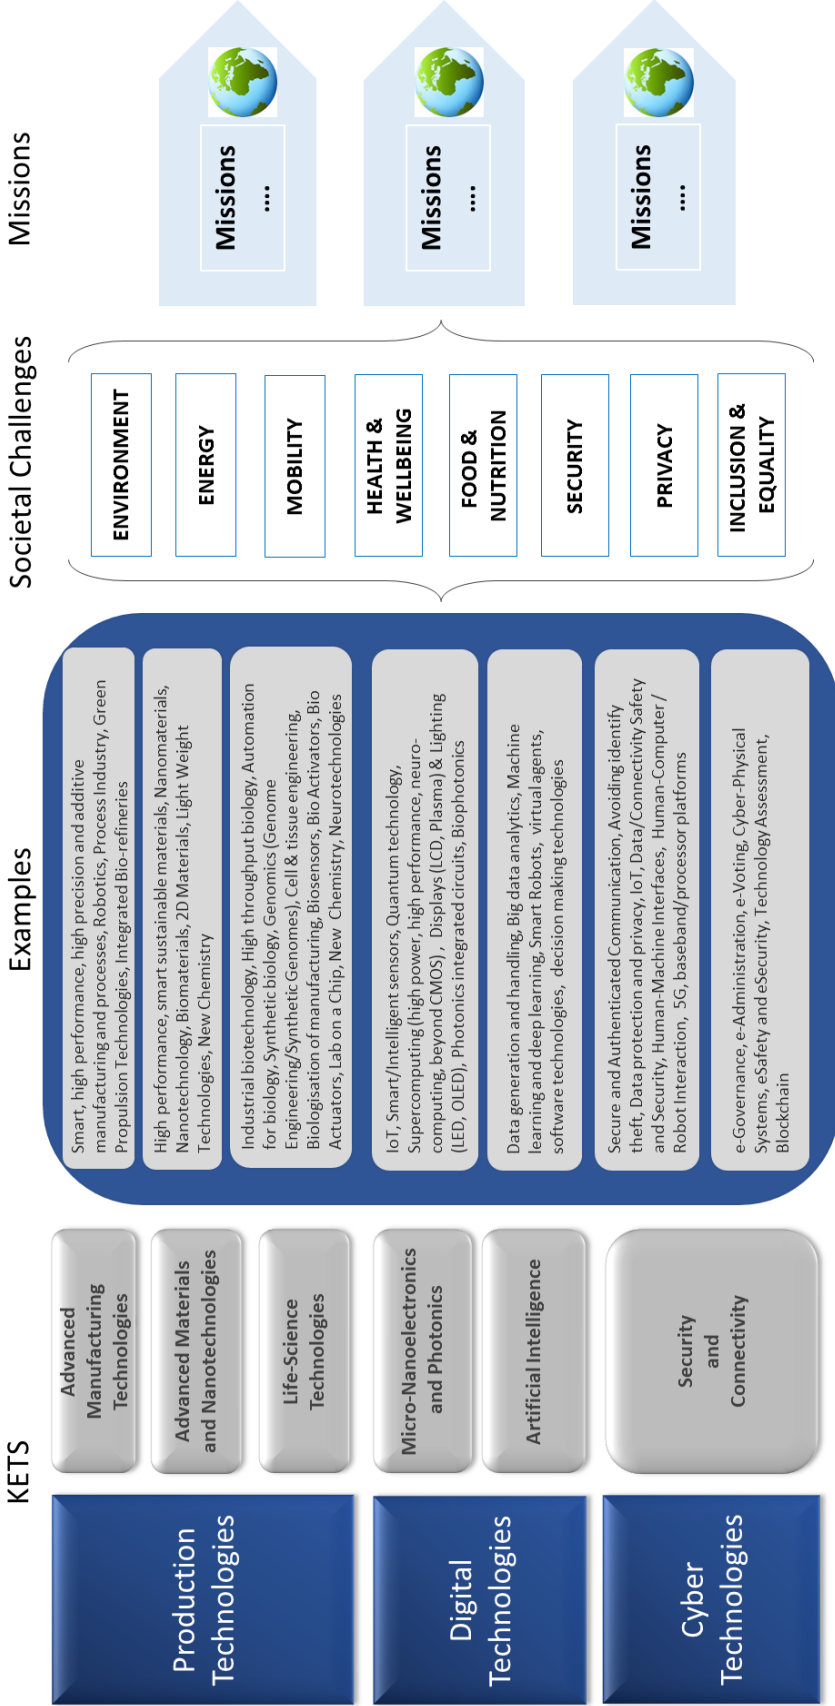 KETS
Examples
Societal Challenges
Missions
Production
Technologies
Advanced
Manufacturing
Technologies
Smart, high performance, high precision and additive
manufacturing and processes, Robotics, Process Industry, Green
Propulsion Technologies, Integrated Bio-refineries
Advanced Materials
and Nanotechnologies
High performance, smart sustainable materials, Nanomaterials,
Nanotechnology, Biomaterials, 2D Materials, Light Weight
Technologies, New Chemistry
Life-Science
Technologies
Industrial biotechnology, High throughput biology, Automation
for biology, Synthetic biology, Genomics (Genome
Engineering/Synthetic Genomes), Cell & tissue engineering,
Biologisation of manufacturing, Biosensors, Bio Activators, Bio
Actuators, Lab on a Chip, New Chemistry, Neurotechnologies
Digital
Technologies
Micro-Nanoelectronics
and Photonics
IoT, Smart/Intelligent sensors, Quantum technology,
Supercomputing (high power, high performance, neuro-
computing, beyond CMOS) , Displays (LCD, Plasma) & Lighting
(LED, OLED), Photonics integrated circuits, Biophotonics
Artificial Intelligence
Data generation and handling, Big data analytics, Machine
learning and deep learning, Smart Robots, virtual agents,
software technologies, decision making technologies
Cyber
Technologies
Security
and
Connectivity
Secure and Authenticated Communication, Avoiding identify
theft, Data protection and privacy, IoT, Data/Connectivity Safety
and Security, Human-Machine Interfaces, Human-Computer /
Robot Interaction, 5G, baseband/processor platforms
e-Governance, e-Administration, e-Voting, Cyber-Physical
Systems, eSafety and eSecurity, Technology Assessment,
Blockchain
ENVIRONMENT
ENERGY
MOBILITY
HEALTH &
WELLBEING
FOOD &
NUTRITION
SECURITY
PRIVACY
INCLUSION &
EQUALITY
Missions
....
Missions
....
Missions
....